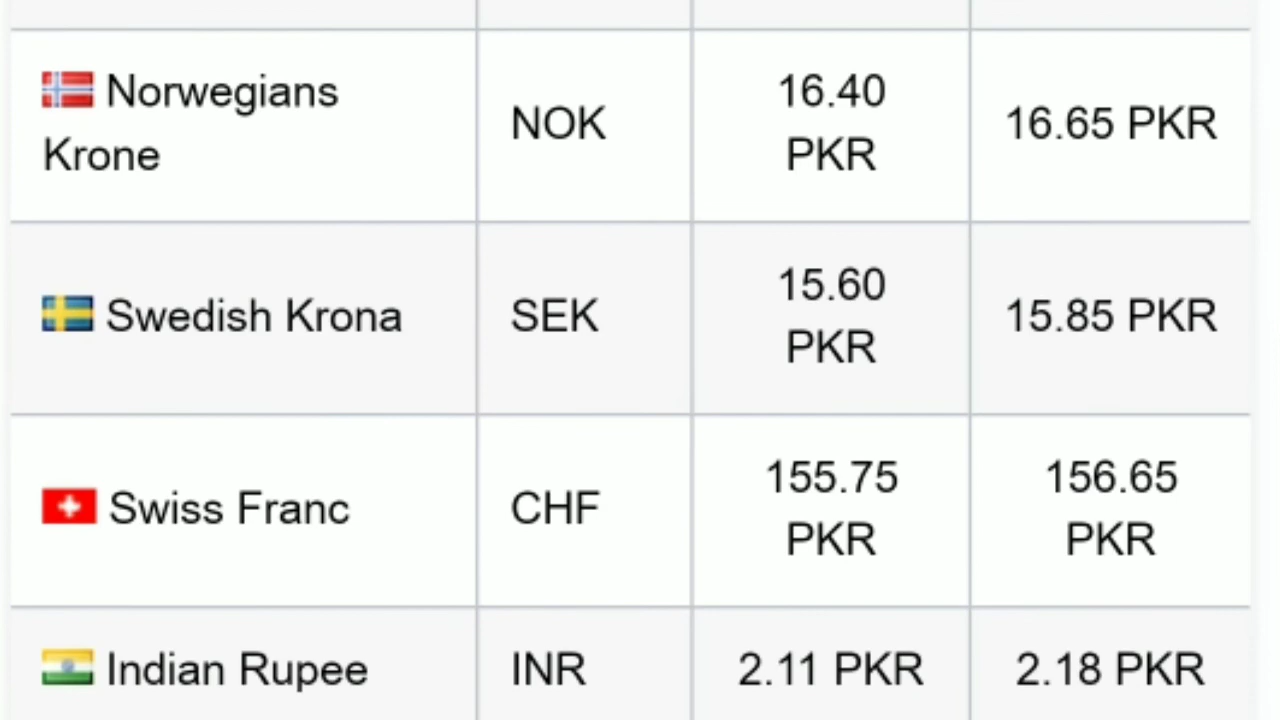 Norwegians
Krone
NOK
16.40
PKR
16.65 PKR
Swedish Krona
SEK
15.60
PKR
15.85 PKR
Swiss Franc
CHF
155.75
PKR
156.65
PKR
Indian Rupee
INR
2.11 PKR
2.18 PKR